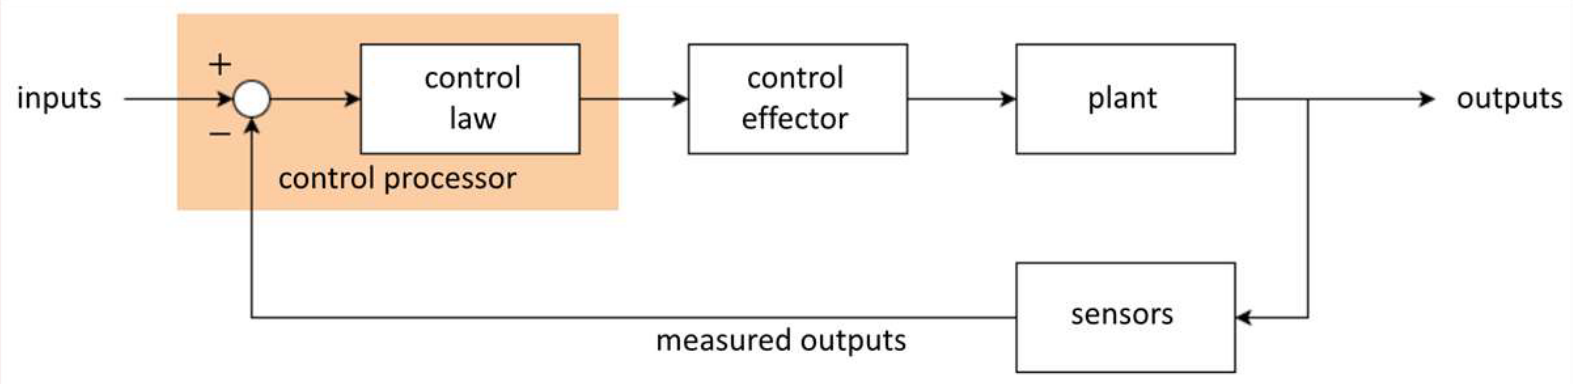 +
inputs
−
control
law
control processor
control
effector
plant
outputs
sensors
measured outputs